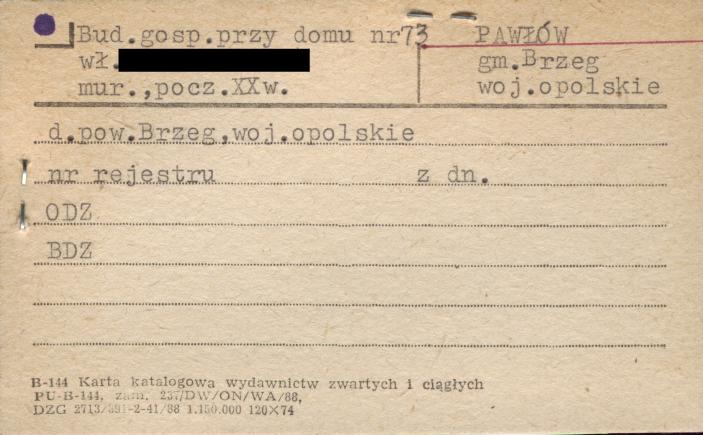 Bud.gosp.przy domu nr73 PAWŁÓW
wł. gm.Brzeg
mur.,pocz.XXw. woj.opolskie
d.pow.Brzeg,woj.opolskie
nr rejestru z dn.
ODZ
BDZ
B-144 Karta katalogowa wydawnictw zwartych i ciągłych
PU-B-144, zam. 237/DW/ON/WA/88,
DZG 2713/391-2-41/88 1.150.000 120×74